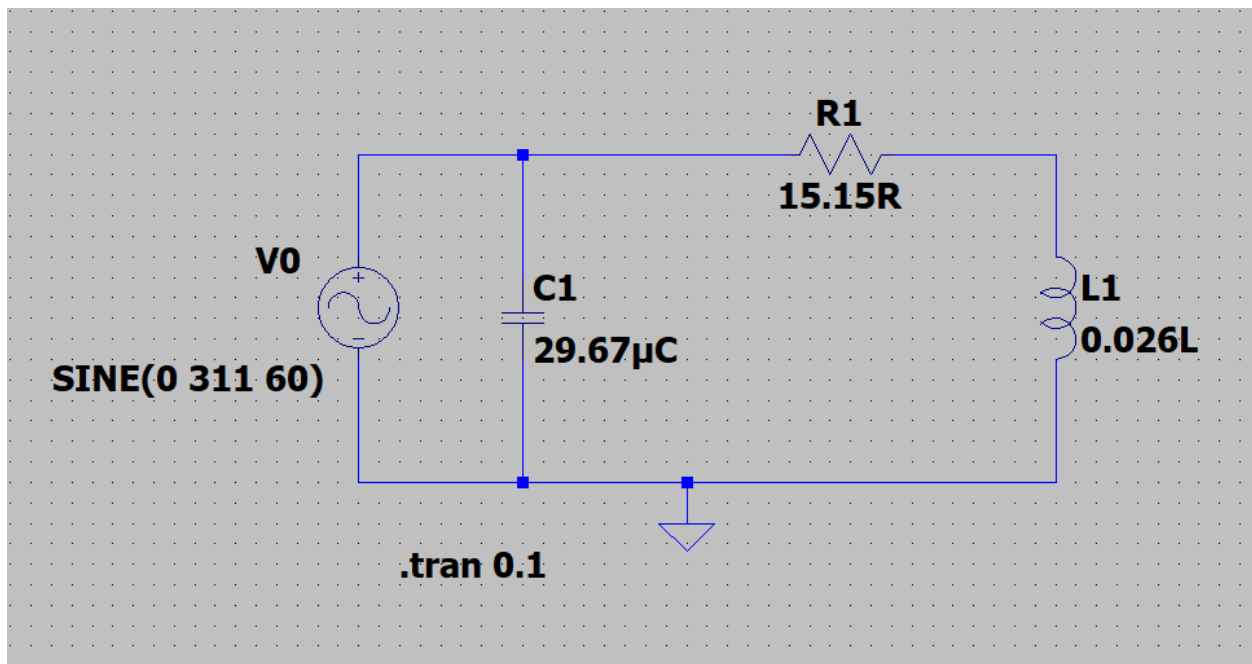 R1
15.15R
V0
SINE(0 311 60)
C1
29.67µC
L1
0.026L
.tran 0.1